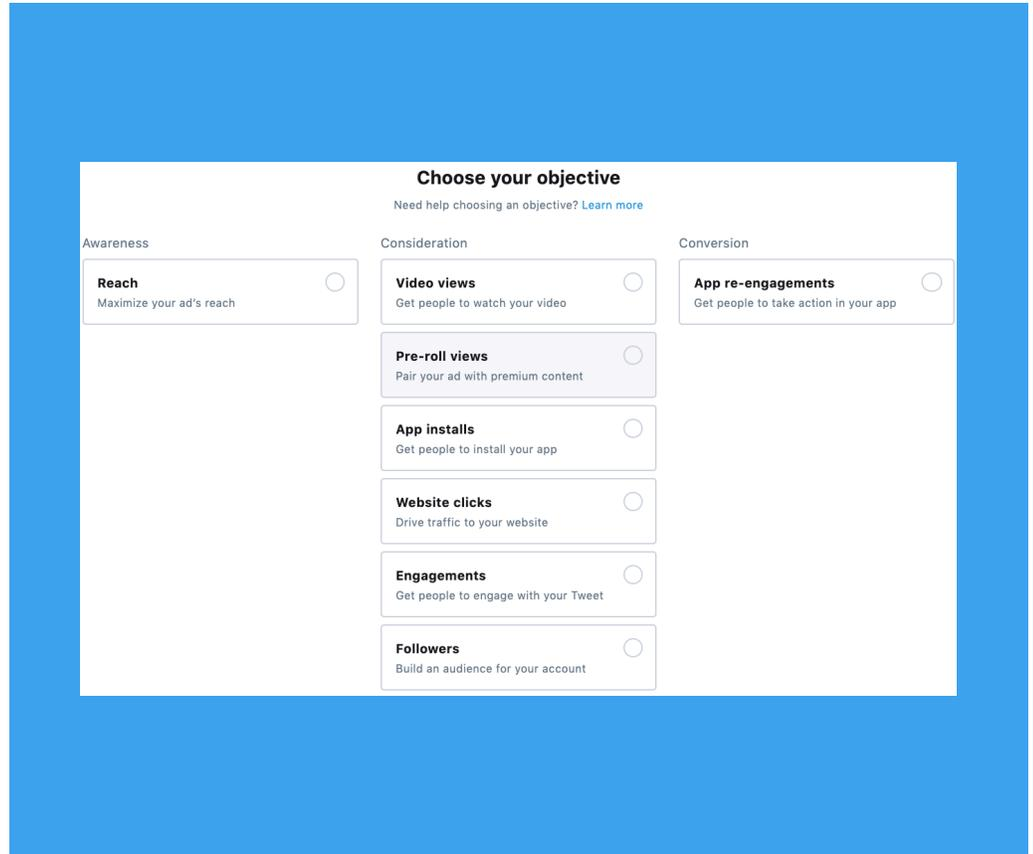 Choose your objective
Need help choosing an objective? Learn more
Awareness
Reach
Maximize your ad's reach
Consideration
Video views
Get people to watch your video
Pre-roll views
Pair your ad with premium content
App installs
Get people to install your app
Website clicks
Drive traffic to your website
Engagements
Get people to engage with your Tweet
Followers
Build an audience for your account
Conversion
App re-engagements
Get people to take action in your app